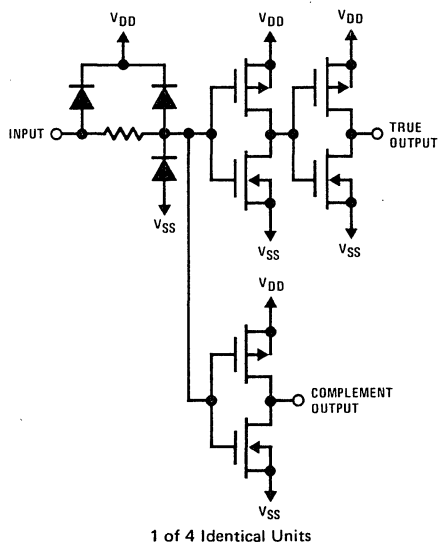 VDD
VDD
VDD
INPUT
TRUE
OUTPUT
VSS
VSS
VSS
VDD
COMPLEMENT
OUTPUT
VSS
1 of 4 Identical Units